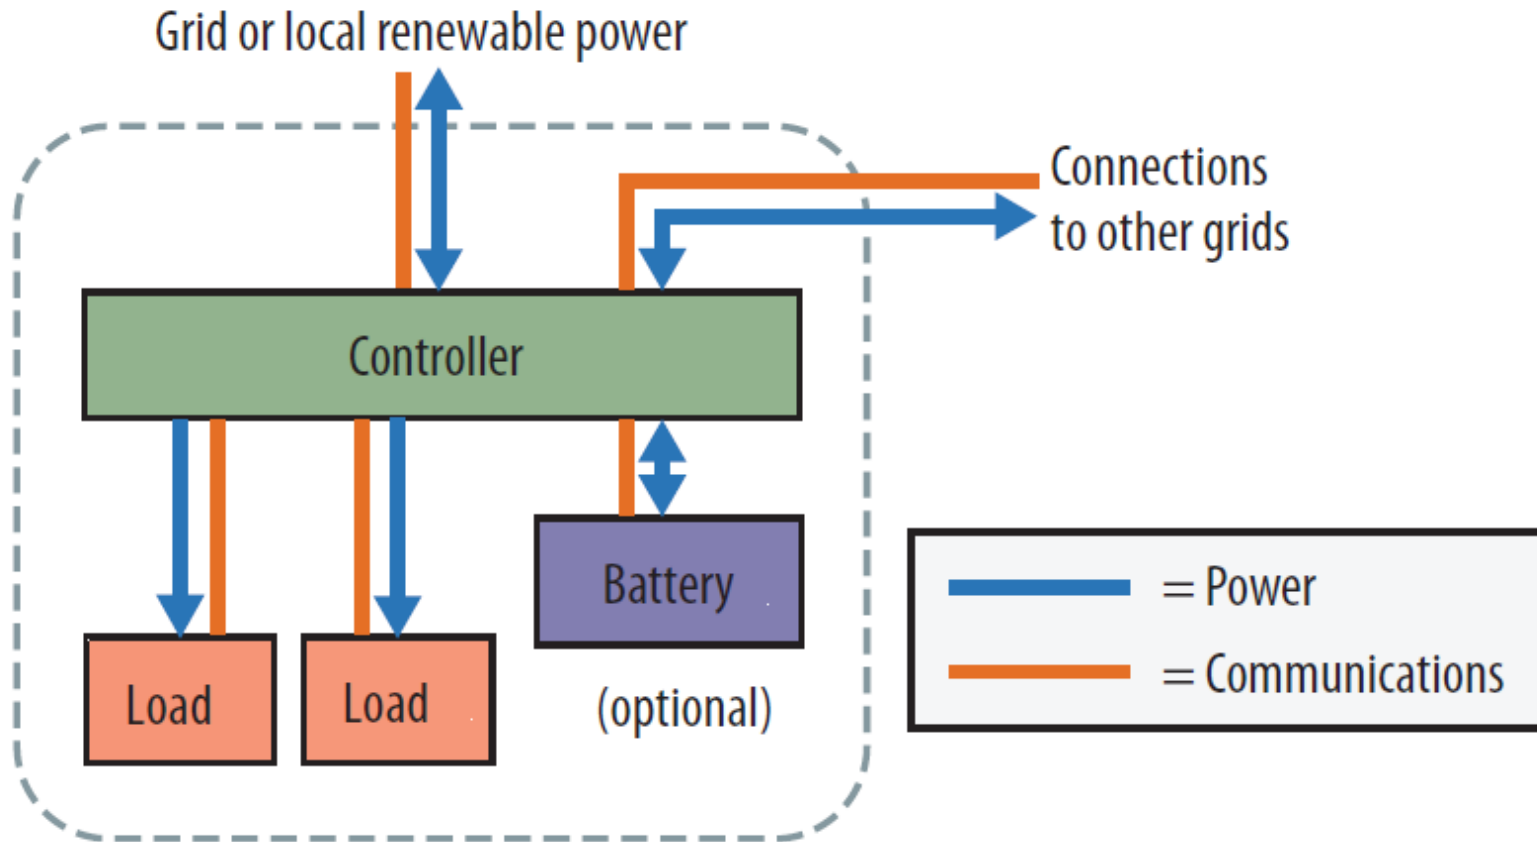 Grid or local renewable power
Connections
to other grids
Controller
Battery
(optional)
Load
Load
= Power
= Communications